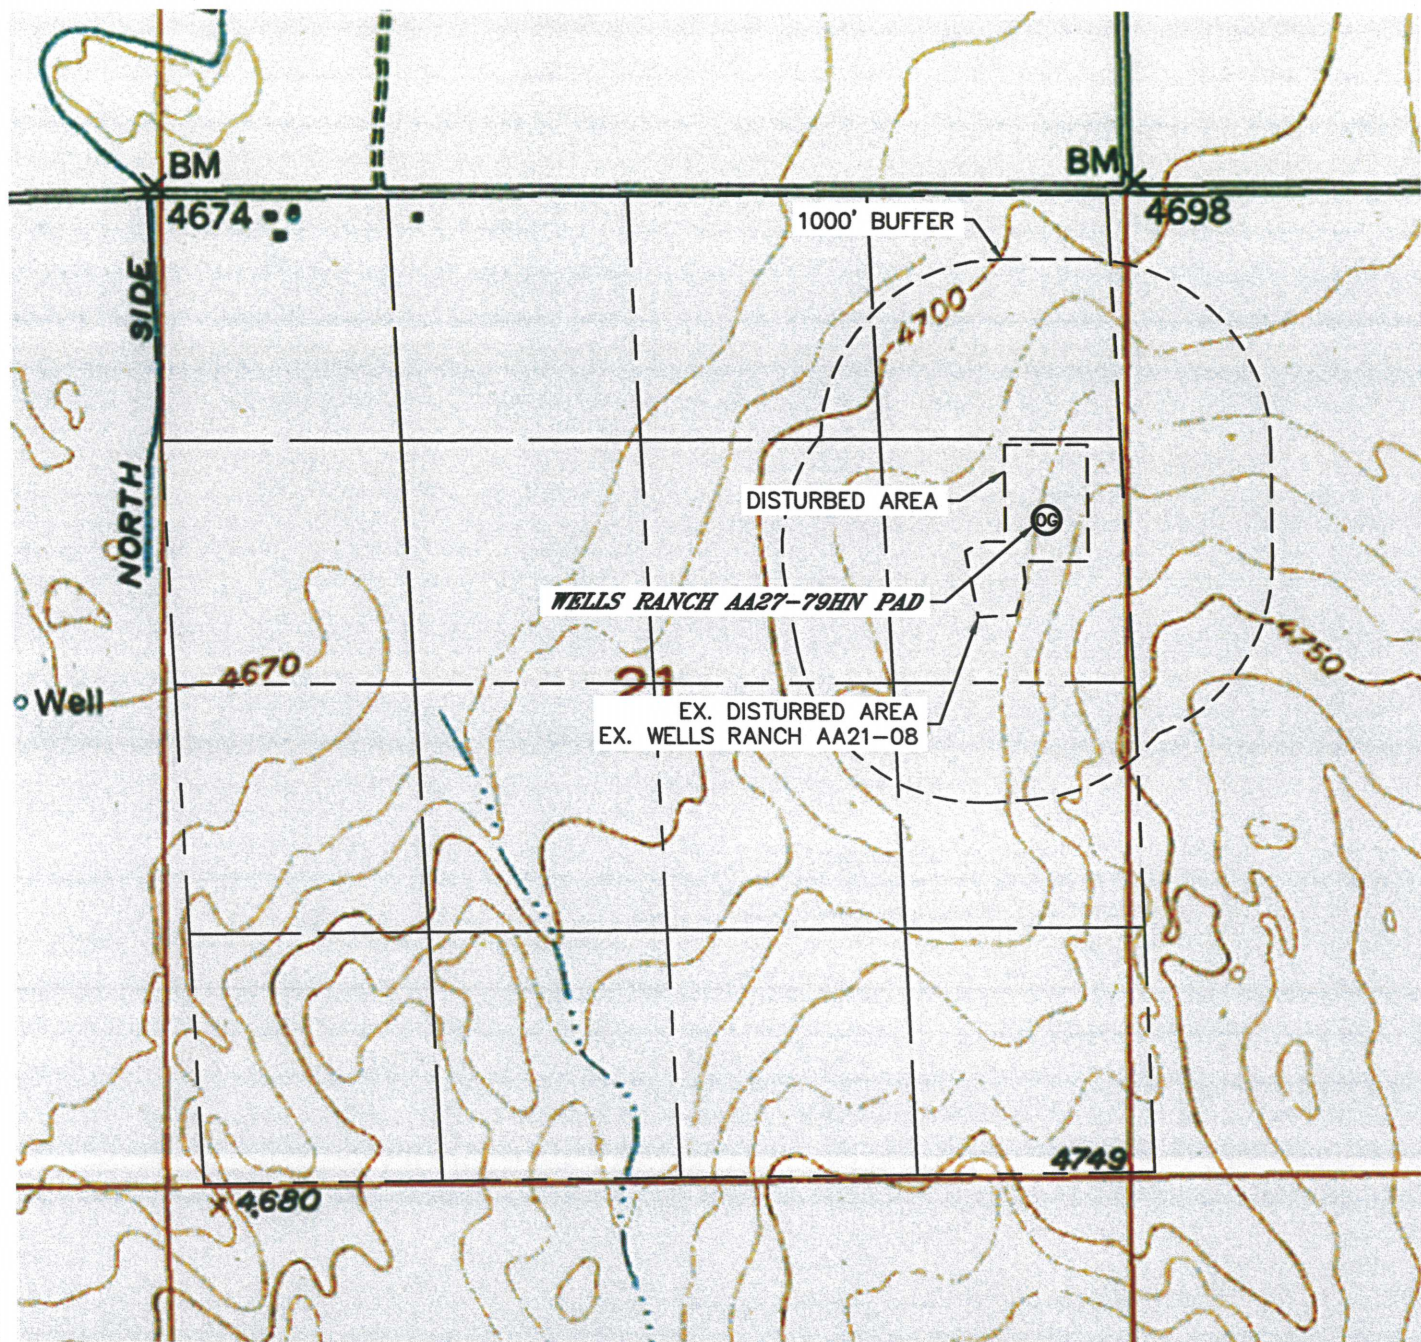 BM
BM
4674
4698
1000' BUFFER
SIDE
4700
NORTH
DISTURBED AREA
OG
WELLS RANCH AA27-79HN PAD
4750
4670
21
Well
EX. DISTURBED AREA
EX. WELLS RANCH AA21-08
4749
4680